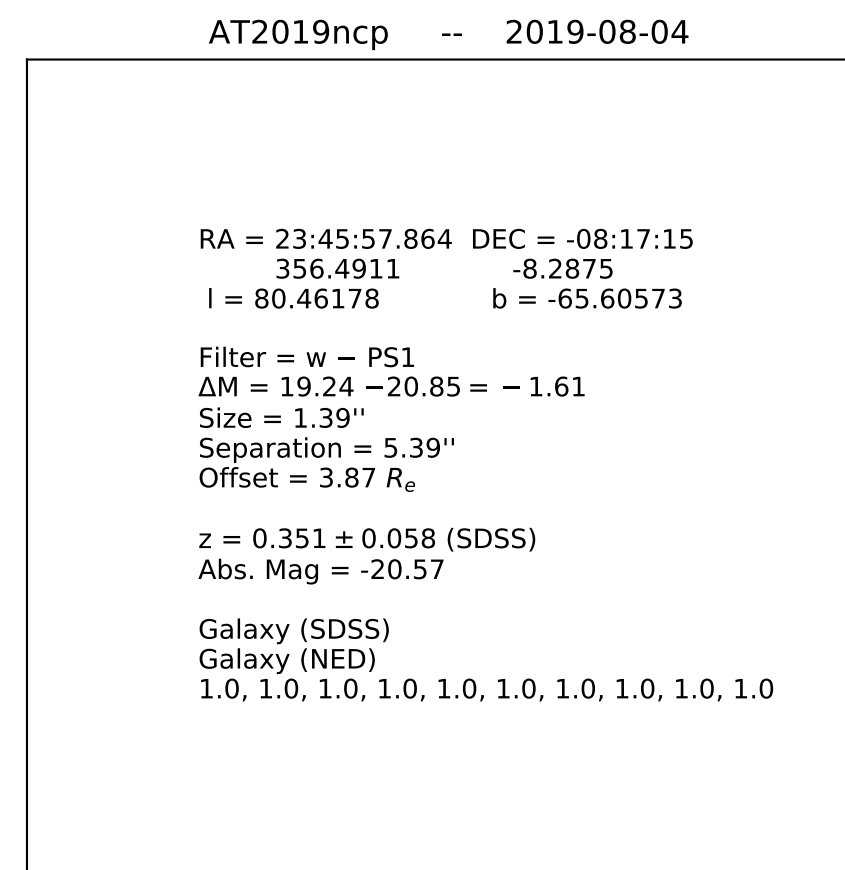 AT2019ncp -- 2019-08-04
RA = 23:45:57.864 DEC = -08:17:15
356.4911 -8.2875
l = 80.46178 b = -65.60573
Filter = w − PS1
ΔM = 19.24 −20.85 = − 1.61
Size = 1.39''
Separation = 5.39''
Offset = 3.87 Rₑ
z = 0.351 ± 0.058 (SDSS)
Abs. Mag = -20.57
Galaxy (SDSS)
Galaxy (NED)
1.0, 1.0, 1.0, 1.0, 1.0, 1.0, 1.0, 1.0, 1.0, 1.0